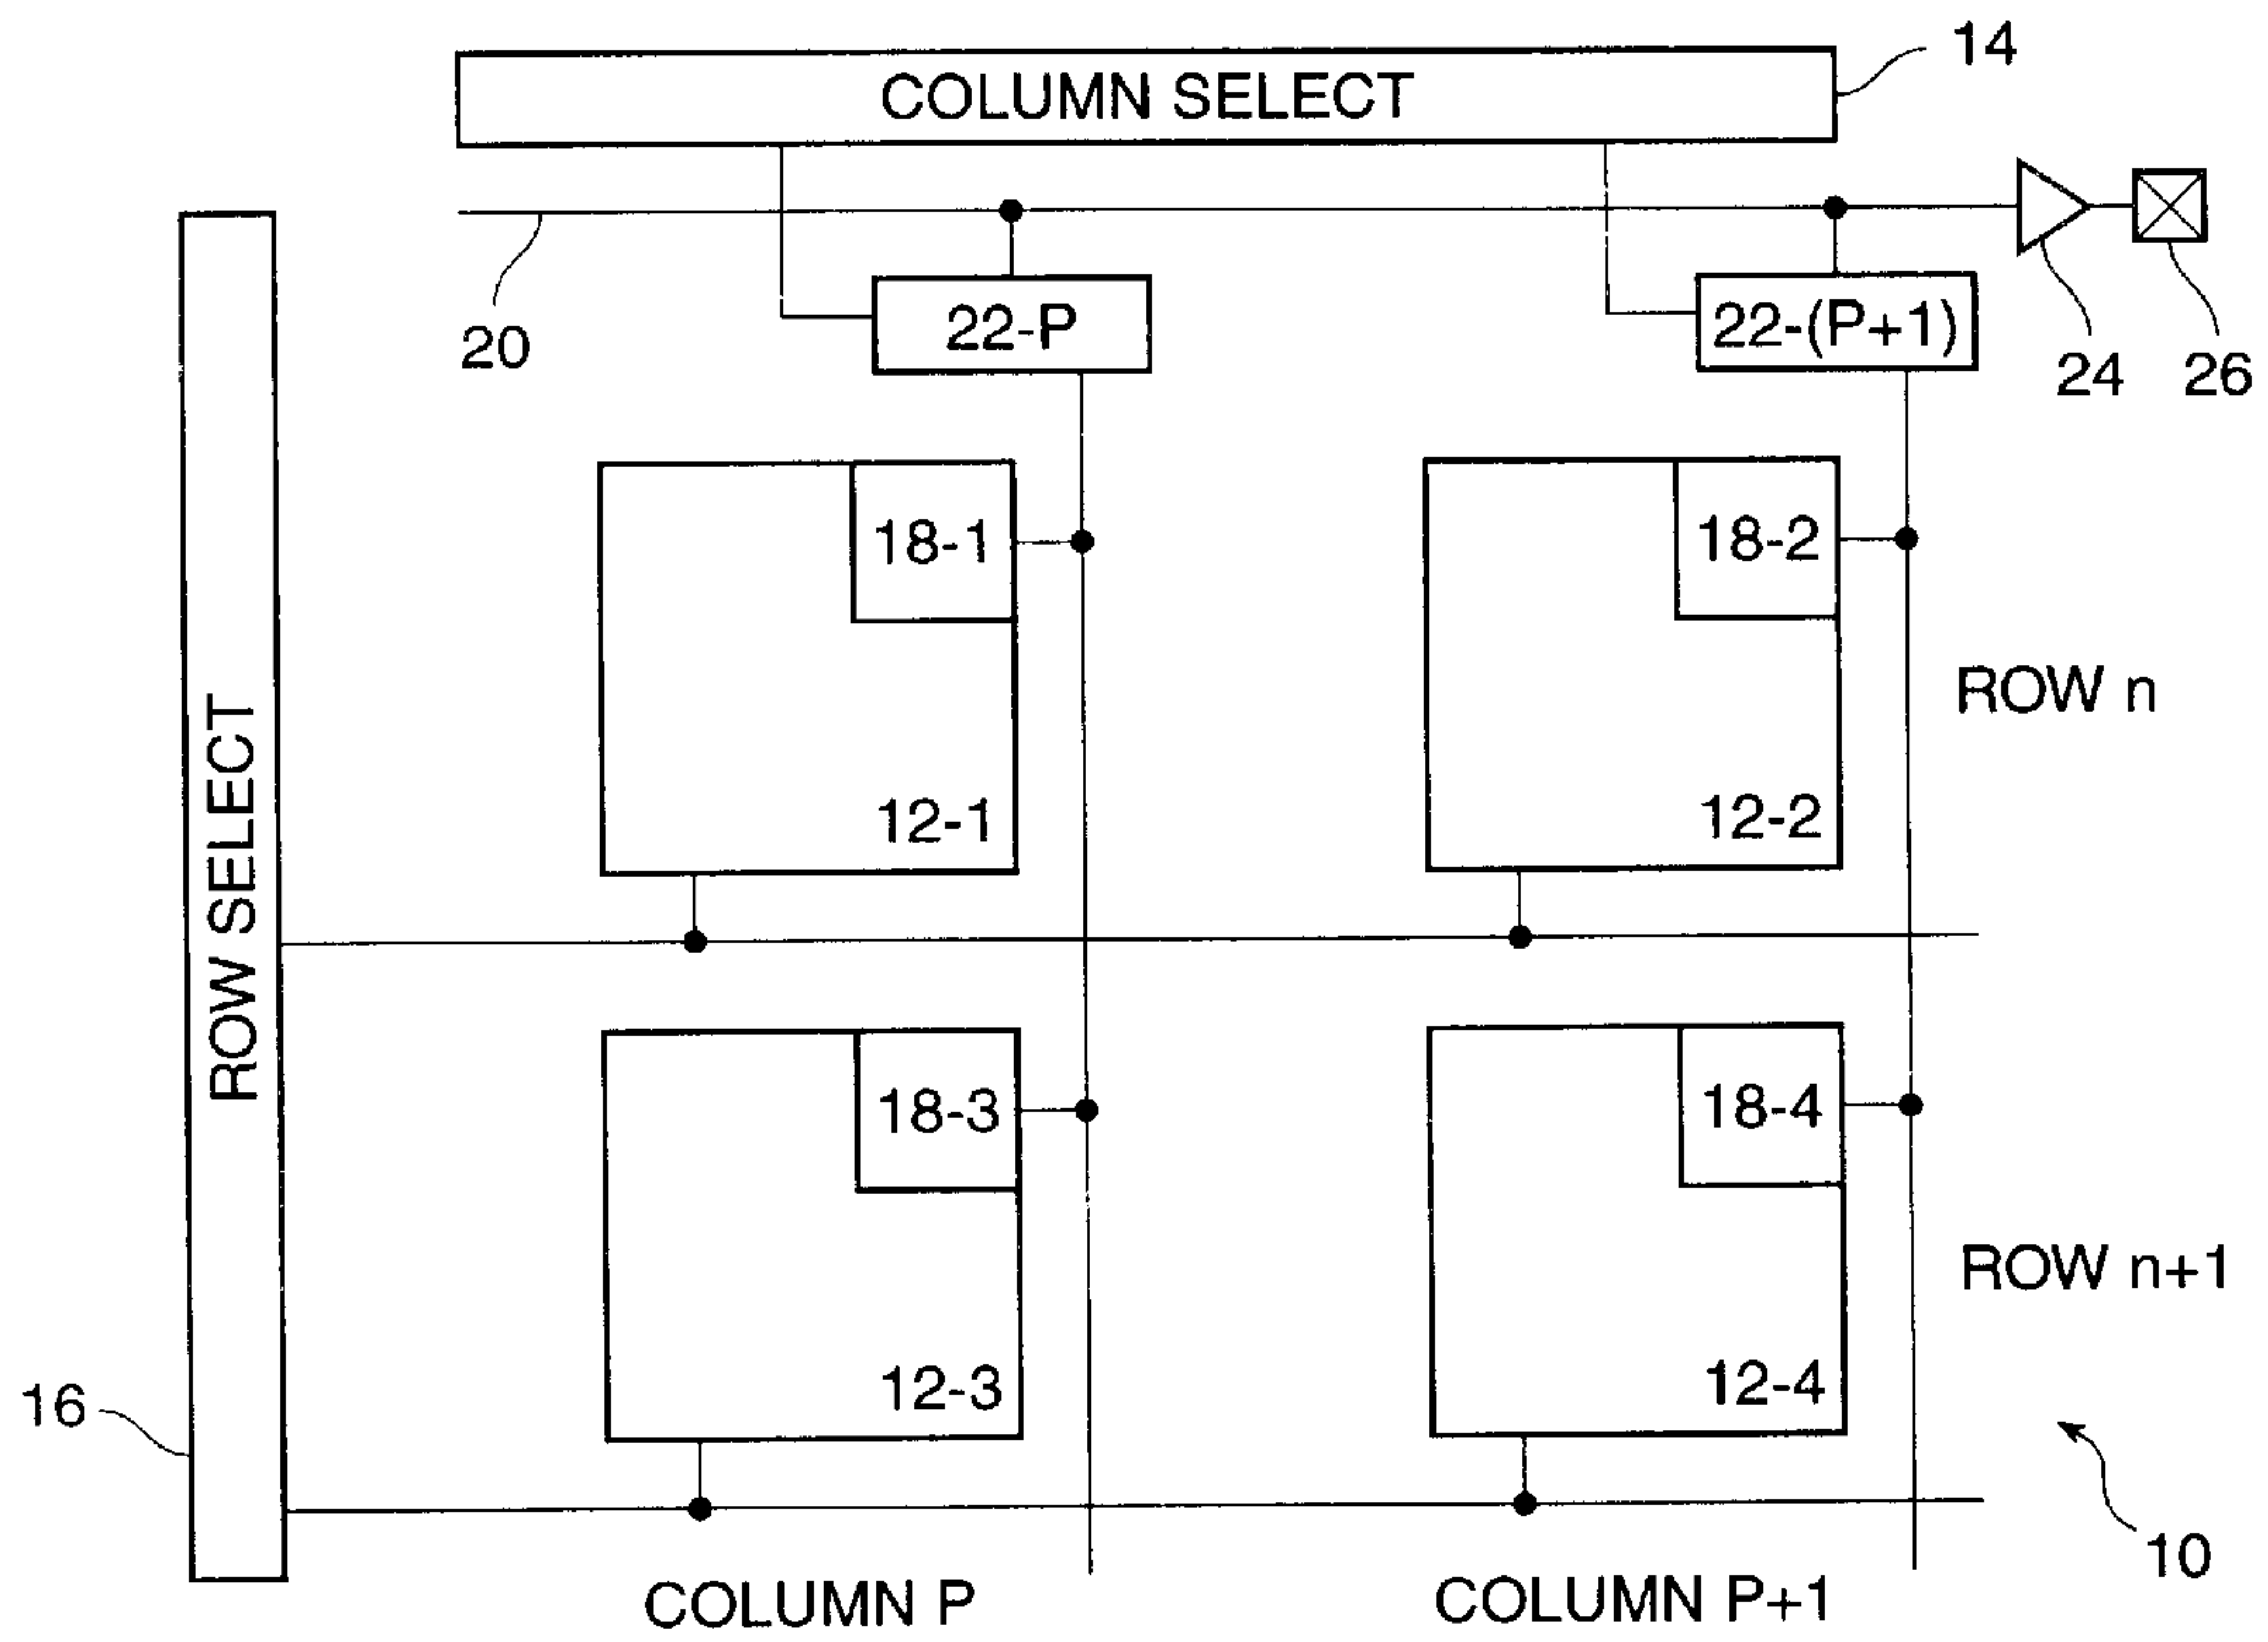 14
COLUMN SELECT
20
22-P
22-(P+1)
24
26
18-1
18-2
ROW n
12-1
12-2
ROW SELECT
18-3
18-4
ROW n+1
12-3
12-4
16
10
COLUMN P
COLUMN P+1